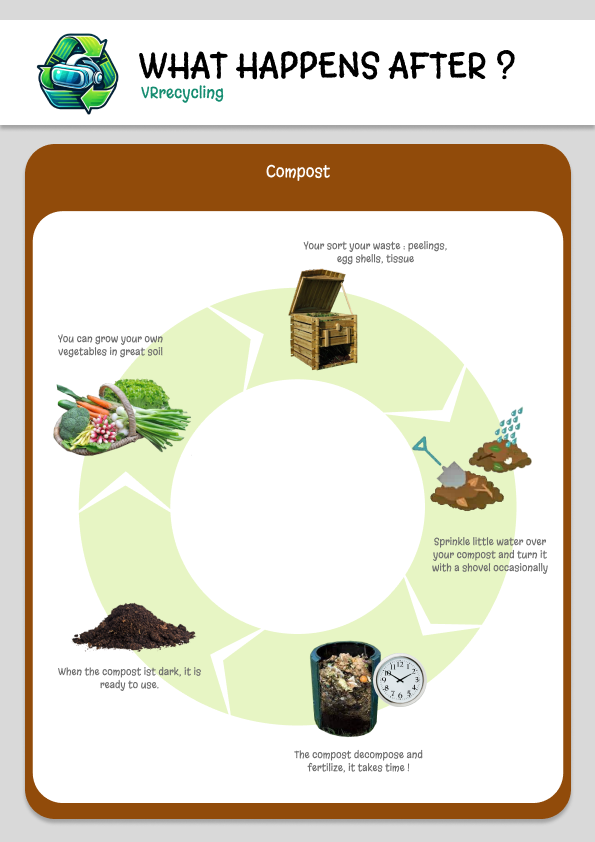 WHAT HAPPENS AFTER ?
VRrecycling
Compost
Your sort your waste : peelings,
egg shells, tissue
You can grow your own
vegetables in great soil
Sprinkle little water over
your compost and turn it
with a shovel occasionally
When the compost ist dark, it is
ready to use.
The compost decompose and
fertilize, it takes time !